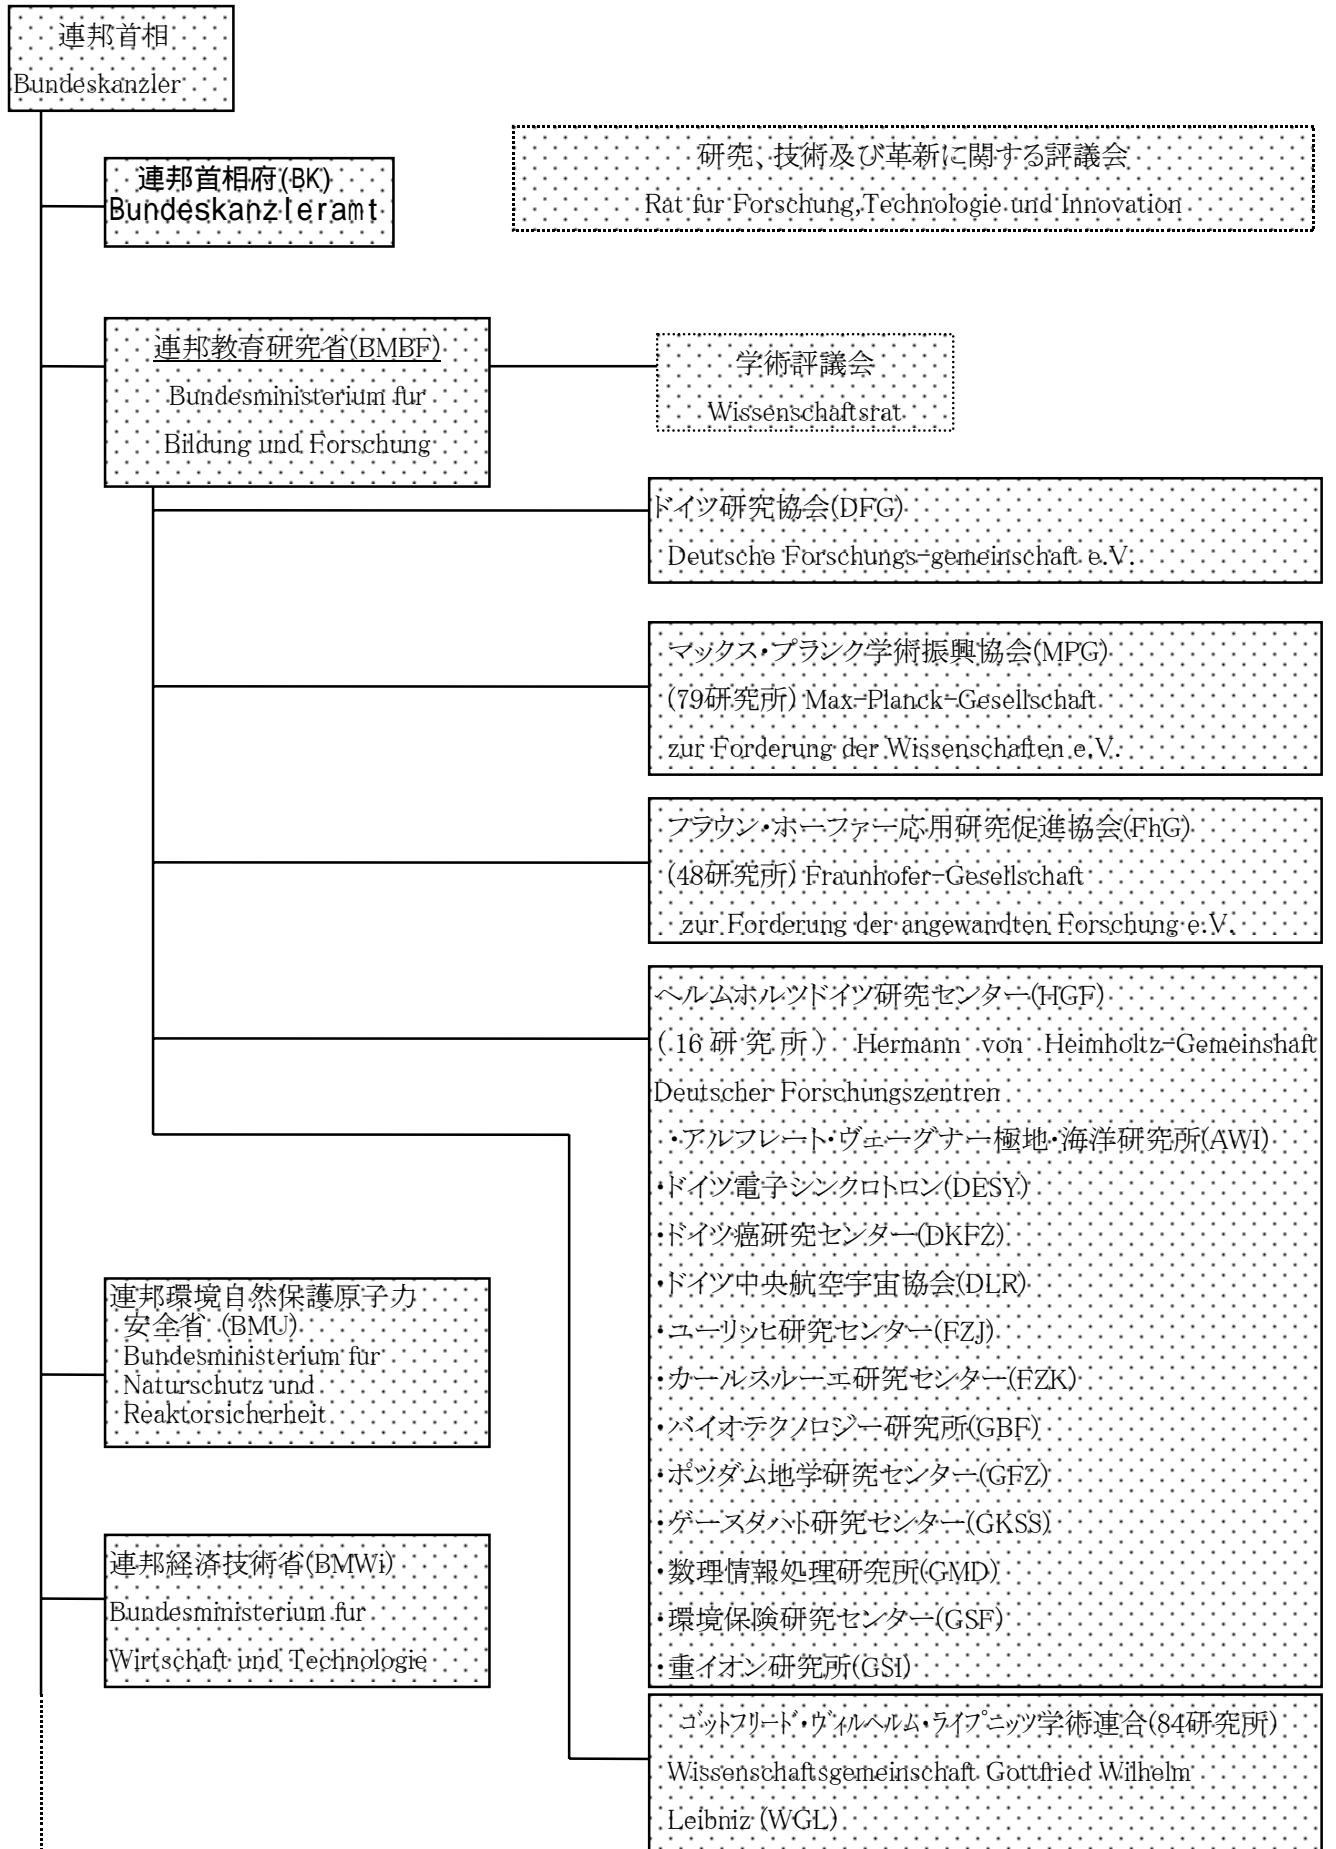 連邦首相
Bundeskanzler
連邦首相府(BK)
Bundeskanzleramt
研究、技術及び革新に関する評議会
Rat fur Forschung,Technologie und Innovation
連邦教育研究省(BMBF)
Bundesministerium fur
Bildung und Forschung
学術評議会
Wissenschaftsrat
ドイツ研究協会(DFG)
Deutsche Forschungs-gemeinschaft e.V.
マックス・プランク学術振興協会(MPG)
(79研究所) Max-Planck-Gesellschaft
zur Forderung der Wissenschaften e.V.
フラウン・ホーファー応用研究促進協会(FhG)
(48研究所) Fraunhofer-Gesellschaft
zur Forderung der angewandten Forschung e.V.
ヘルムホルツドイツ研究センター(HGF)
(16研究所) Hermann von Heimholtz-Gemeinshaft
Deutscher Forschungszentren
・アルフレート・ヴェーグナー極地・海洋研究所(AWI)
・ドイツ電子シンクロトロン(DESY)
・ドイツ癌研究センター(DKFZ)
・ドイツ中央航空宇宙協会(DLR)
・ユーリッヒ研究センター(FZJ)
・カールスルーエ研究センター(FZK)
・バイオテクノロジー研究所(GBF)
・ポツダム地学研究センター(GFZ)
・ゲースタハト研究センター(GKSS)
・数理情報処理研究所(GMD)
・環境保険研究センター(GSF)
・重イオン研究所(GSI)
連邦環境自然保護原子力
安全省 (BMU)
Bundesministerium fur
Naturschutz und
Reaktorsicherheit
連邦経済技術省(BMWi)
Bundesministerium fur
Wirtschaft und Technologie
ゴットフリード・ヴィルヘルム・ライプニッツ学術連合(84研究所)
Wissenschaftsgemeinschaft Gottfried Wilhelm
Leibniz (WGL)